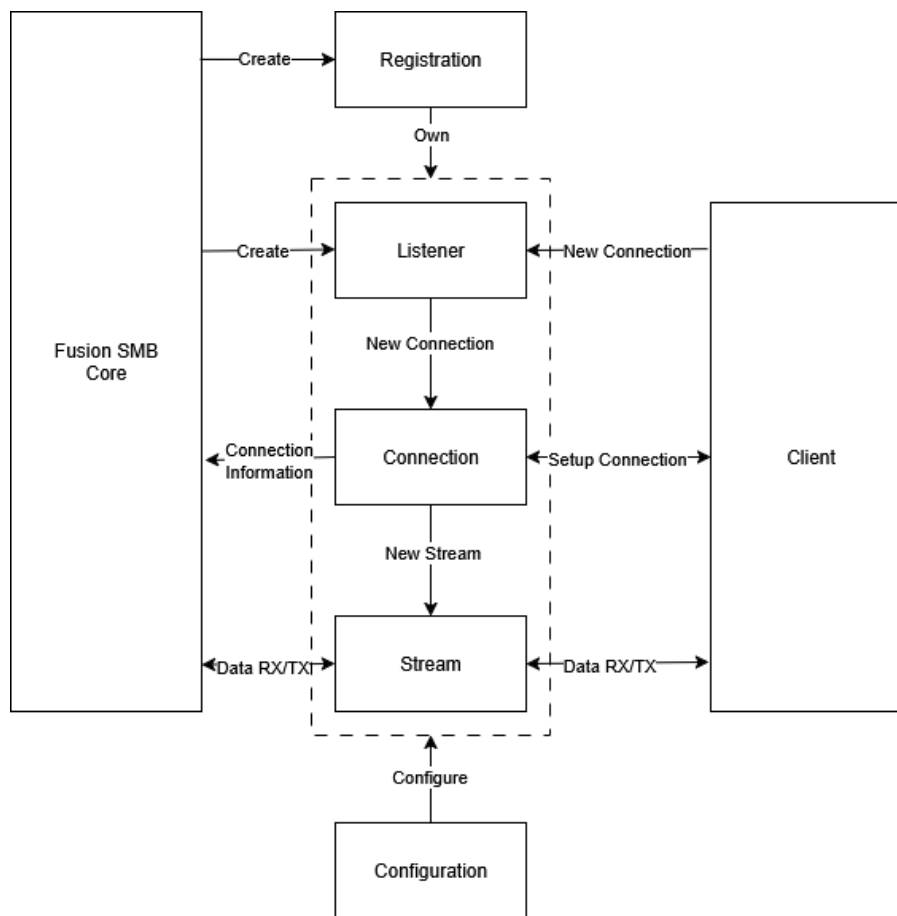 Create
Registration
Own
Create
Listener
New Connection
New Connection
Fusion SMB
Core
Connection
Information
Connection
Setup Connection
Client
New Stream
Data RX/TX
Stream
Data RX/TX
Configure
Configuration